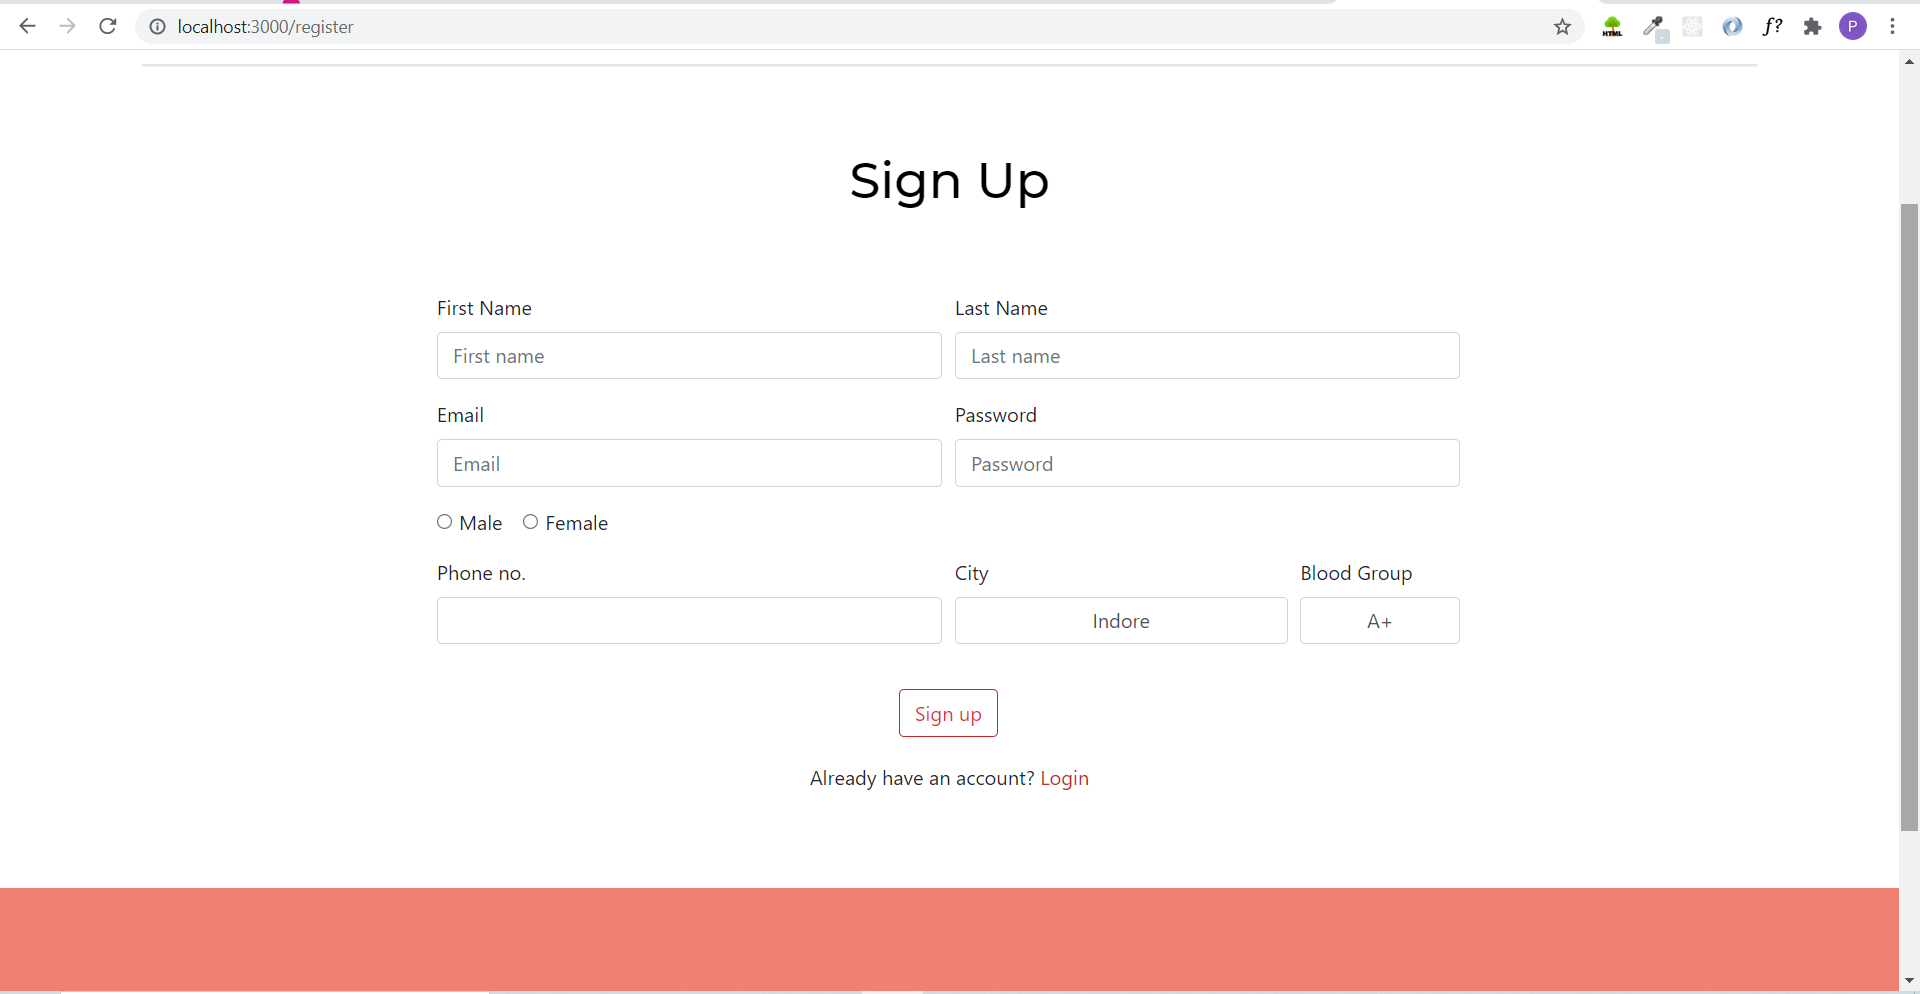 localhost:3000/register
HTML
f?
P
Sign Up
First Name Last Name
First name Last name
Email Password
Email Password
Male Female
Phone no. City Blood Group
Indore A+
Sign up
Already have an account? Login